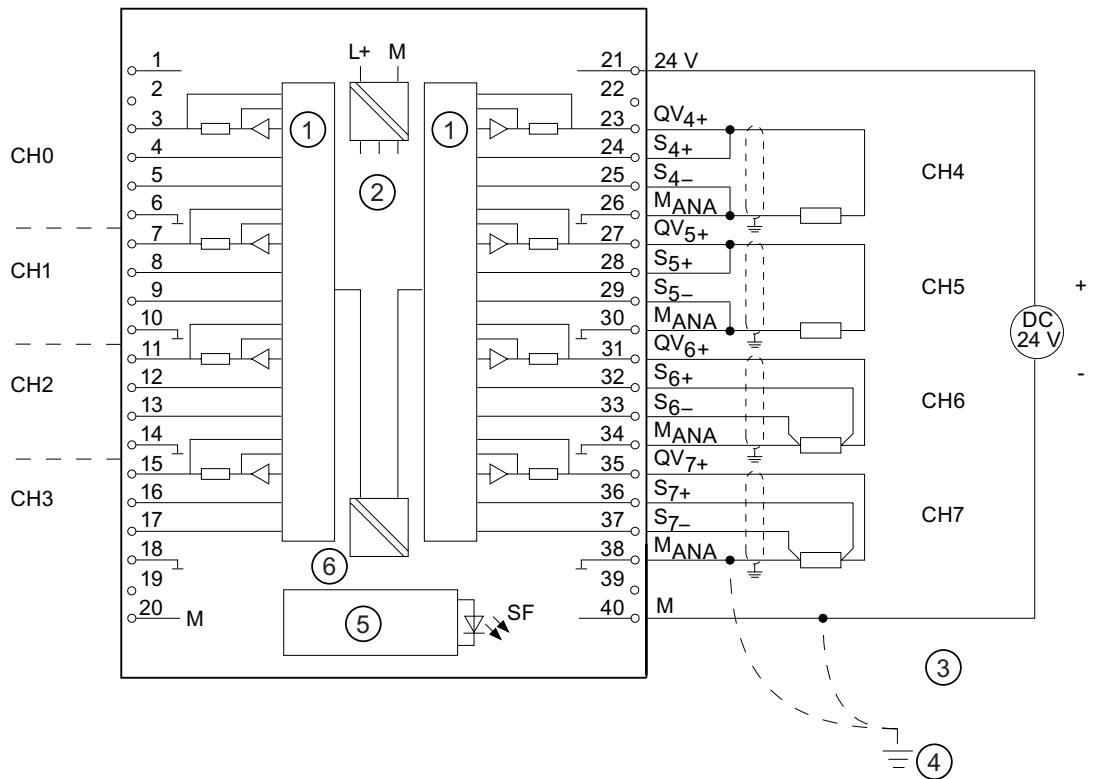 L+ M
1 21 24 V
2 22
3 ① ① 23 QV4+
CH0 4 24 S4+ CH4
5 ② 25 S4–
6 26 MANA
7 27 QV5+
8 28 S5+
CH1 9 29 S5– CH5 +
10 30 MANA DC
24 V
11 31 QV6+
12 32 S6+ -
CH2 13 33 S6– CH6
14 34 MANA
15 35 QV7+
16 36 S7+
CH3 17 37 S7– CH7
18 ⑥ 38 MANA
19 39
20 M ⑤ SF 40 M
③
④